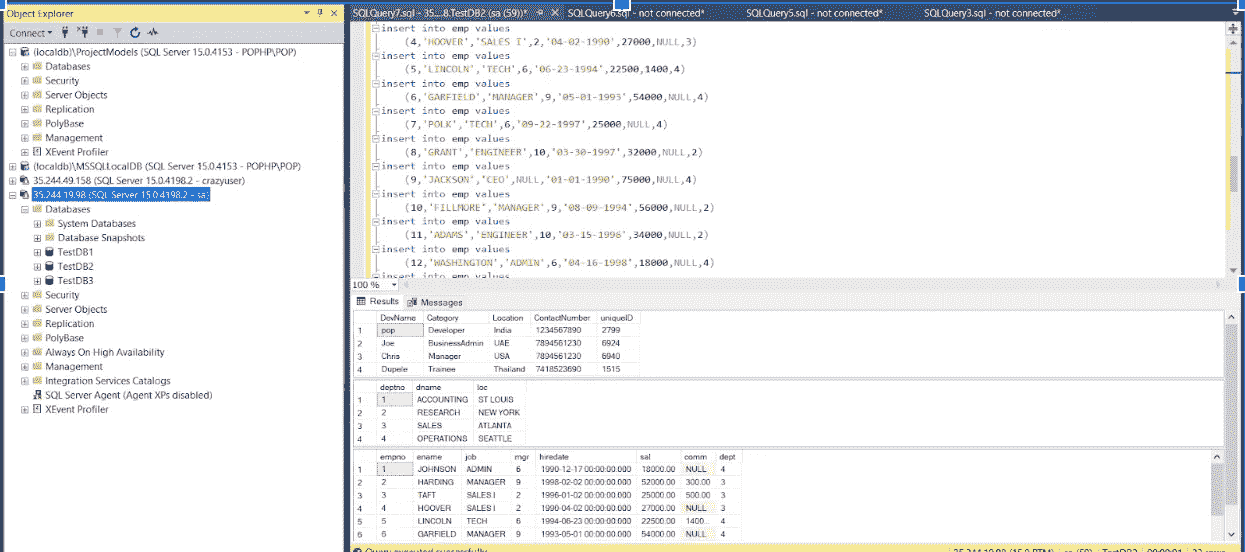 Object Explorer
Connect
(localdb)\ProjectModels (SQL Server 15.0.4153 - POPHP\POP)
Databases
Security
Server Objects
Replication
PolyBase
Management
XEvent Profiler
(localdb)\MSSQLLocalDB (SQL Server 15.0.4153 - POPHP\POP)
35.244.49.158 (SQL Server 15.0.4198.2 - crazyuser)
35.244.19.98 (SQL Server 15.0.4198.2 - sa)
Databases
System Databases
Database Snapshots
TestDB1
TestDB2
TestDB3
Security
Server Objects
Replication
PolyBase
Always On High Availability
Management
Integration Services Catalogs
SQL Server Agent (Agent XPs disabled)
XEvent Profiler
SQLQuery7.sql - 35....8.TestDB2 (sa (59))* SQLQuery6.sql - not connected* SQLQuery5.sql - not connected* SQLQuery3.sql - not connected*
insert into emp values
(4,'HOOVER','SALES I',2,'04-02-1990',27000,NULL,3)
insert into emp values
(5,'LINCOLN','TECH',6,'06-23-1994',22500,1400,4)
insert into emp values
(6,'GARFIELD','MANAGER',9,'05-01-1993',54000,NULL,4)
insert into emp values
(7,'POLK','TECH',6,'09-22-1997',25000,NULL,4)
insert into emp values
(8,'GRANT','ENGINEER',10,'03-30-1997',32000,NULL,2)
insert into emp values
(9,'JACKSON','CEO',NULL,'01-01-1990',75000,NULL,4)
insert into emp values
(10,'FILLMORE','MANAGER',9,'08-09-1994',56000,NULL,2)
insert into emp values
(11,'ADAMS','ENGINEER',10,'03-15-1996',34000,NULL,2)
insert into emp values
(12,'WASHINGTON','ADMIN',6,'04-16-1998',18000,NULL,4)
insert into emp values
100 %
Results Messages
DevName Category Location ContactNumber uniqueID
1 pop Developer India 1234567890 2799
2 Joe BusinessAdmin UAE 7894561230 6924
3 Chris Manager USA 7894561230 6940
4 Dupele Trainee Thailand 7418523690 1515
deptno dname loc
1 1 ACCOUNTING ST LOUIS
2 2 RESEARCH NEW YORK
3 3 SALES ATLANTA
4 4 OPERATIONS SEATTLE
empno ename job mgr hiredate sal comm dept
1 1 JOHNSON ADMIN 6 1990-12-17 00:00:00.000 18000.00 NULL 4
2 2 HARDING MANAGER 9 1998-02-02 00:00:00.000 52000.00 300.00 3
3 3 TAFT SALES I 2 1996-01-02 00:00:00.000 25000.00 500.00 3
4 4 HOOVER SALES I 2 1990-04-02 00:00:00.000 27000.00 NULL 3
5 5 LINCOLN TECH 6 1994-06-23 00:00:00.000 22500.00 1400... 4
6 6 GARFIELD MANAGER 9 1993-05-01 00:00:00.000 54000.00 NULL 4
Query executed successfully.